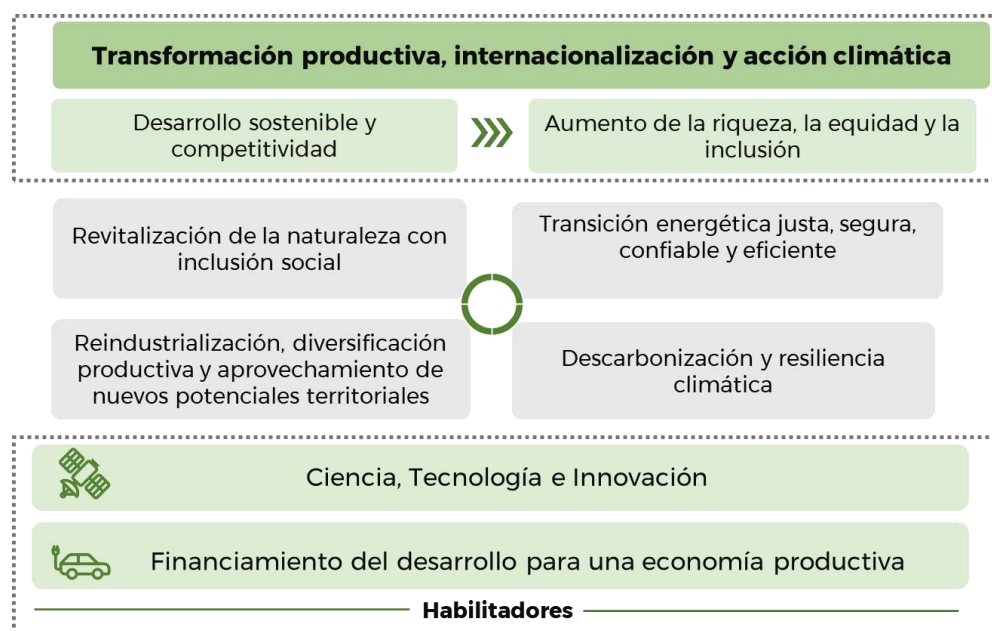 Transformación productiva, internacionalización y acción climática
Desarrollo sostenible y
competitividad
Aumento de la riqueza, la equidad y la
inclusión
Revitalización de la naturaleza con
inclusión social
Transición energética justa, segura,
confiable y eficiente
Reindustrialización, diversificación
productiva y aprovechamiento de
nuevos potenciales territoriales
Descarbonización y resiliencia
climática
Ciencia, Tecnología e Innovación
Financiamiento del desarrollo para una economía productiva
Habilitadores